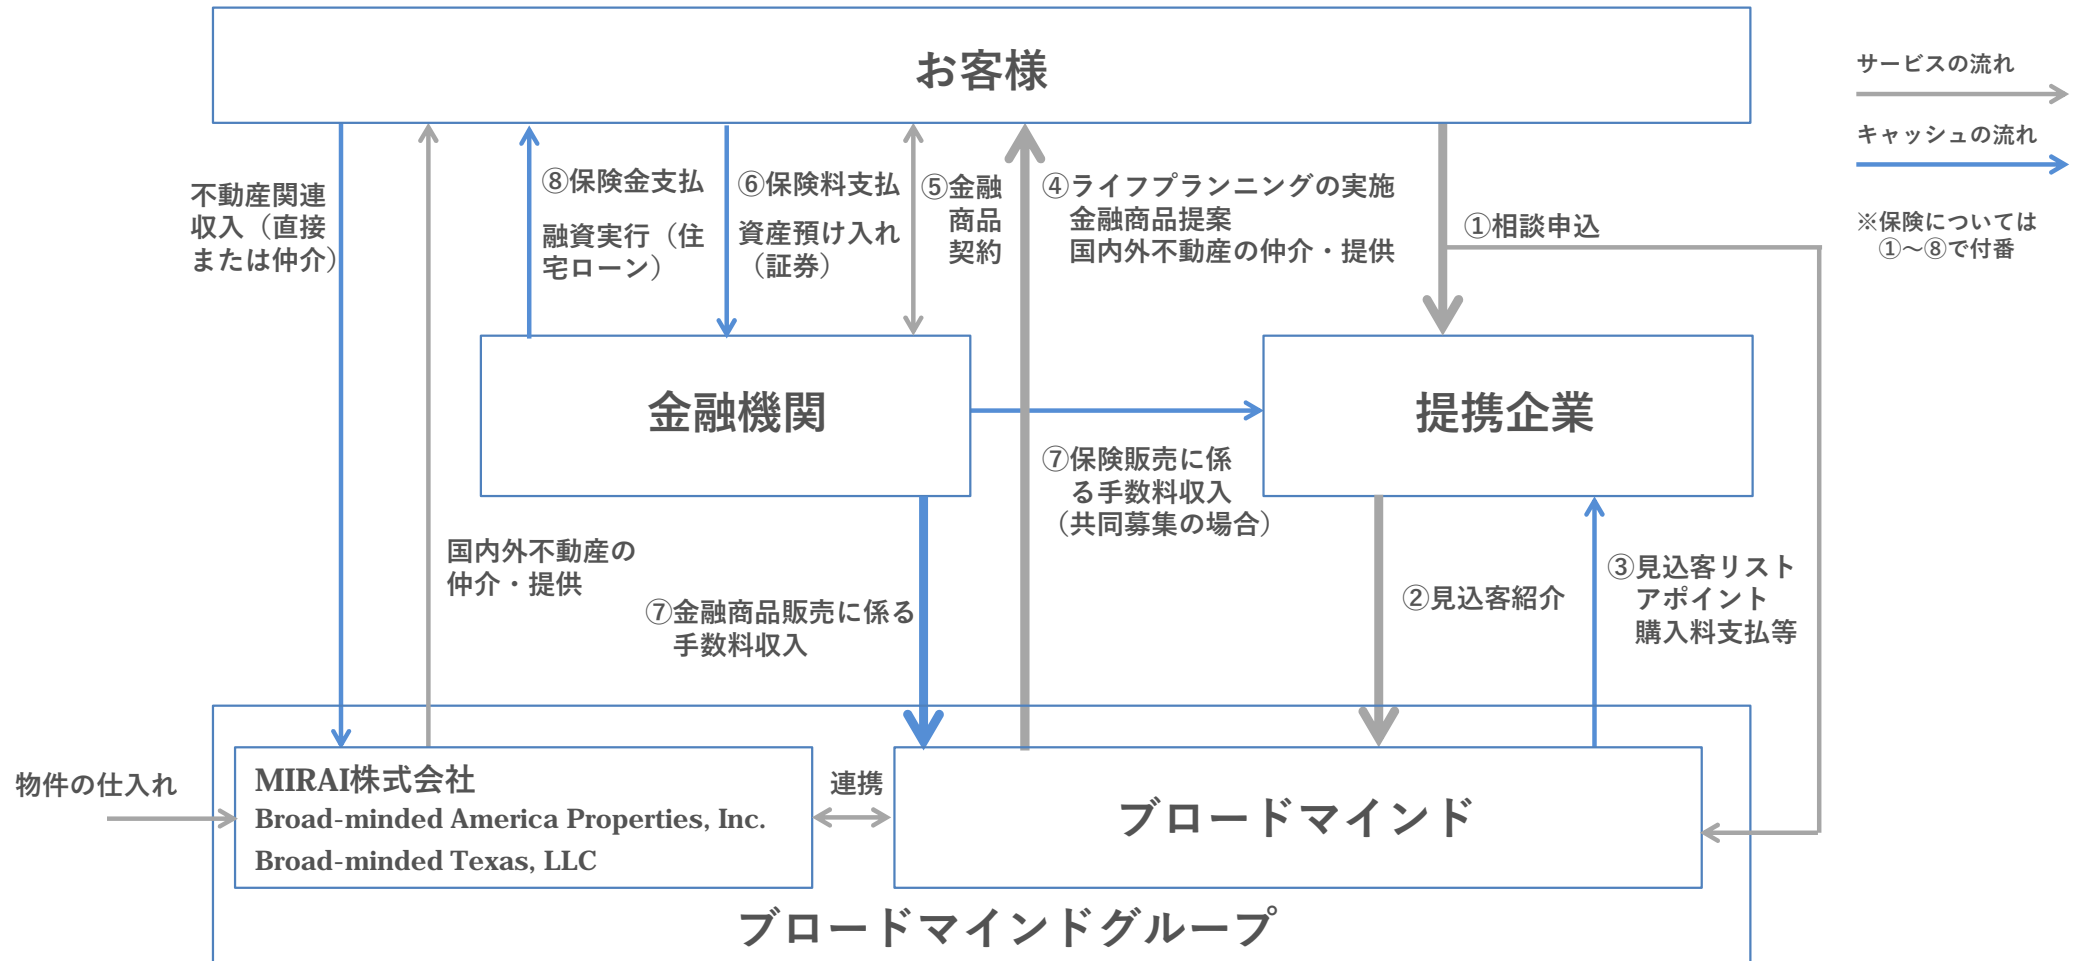 お客様
サービスの流れ
キャッシュの流れ
※保険については
①～⑧で付番
不動産関連
収入（直接
または仲介）
⑧保険金支払
融資実行（住
宅ローン）
⑥保険料支払
資産預け入れ
（証券）
⑤金融
商品
契約
④ライフプランニングの実施
金融商品提案
国内外不動産の仲介・提供
①相談申込
金融機関
提携企業
⑦保険販売に係
る手数料収入
（共同募集の場合）
国内外不動産の
仲介・提供
⑦金融商品販売に係る
手数料収入
②見込客紹介
③見込客リスト
アポイント
購入料支払等
物件の仕入れ
MIRAI株式会社
Broad-minded America Properties, Inc.
Broad-minded Texas, LLC
連携
ブロードマインド
ブロードマインドグループ